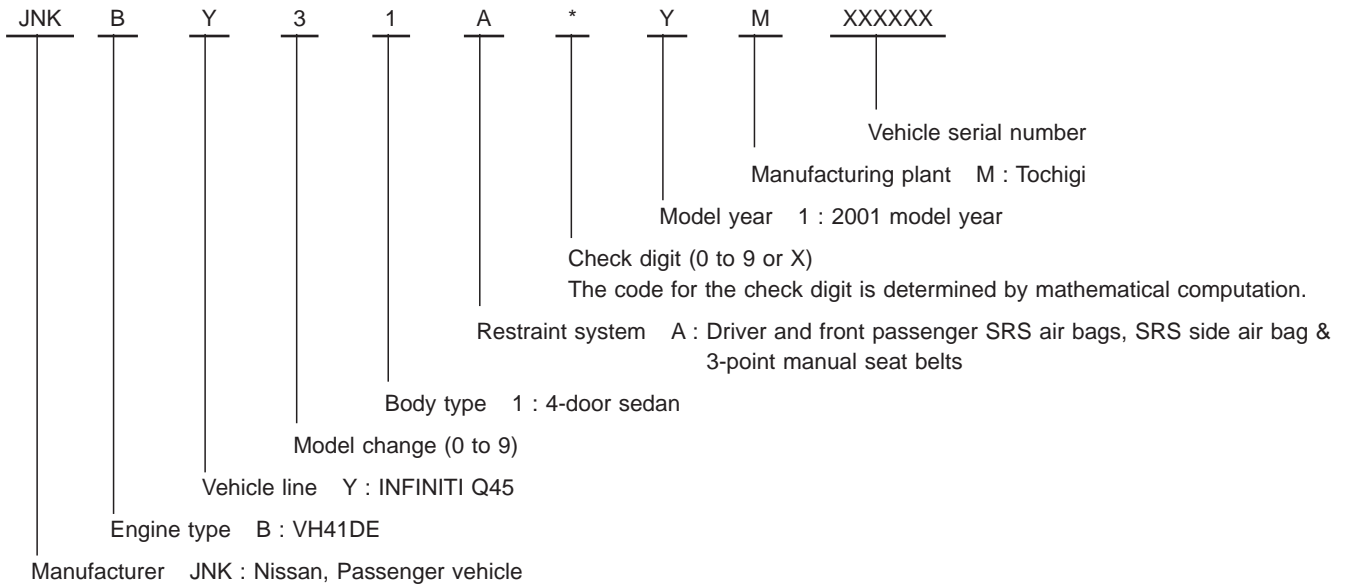 JNK B Y 3 1 A * Y M XXXXXX
Vehicle serial number
Manufacturing plant M : Tochigi
Model year 1 : 2001 model year
Check digit (0 to 9 or X)
The code for the check digit is determined by mathematical computation.
Restraint system A : Driver and front passenger SRS air bags, SRS side air bag &
3-point manual seat belts
Body type 1 : 4-door sedan
Model change (0 to 9)
Vehicle line Y : INFINITI Q45
Engine type B : VH41DE
Manufacturer JNK : Nissan, Passenger vehicle